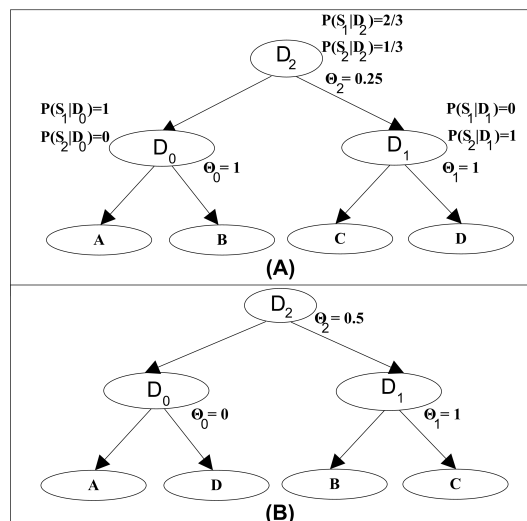 P(S₁|D₂)=2/3
P(S₂|D₂)=1/3
D₂
Θ₂ = 0.25
P(S₁|D₀)=1
P(S₂|D₀)=0
D₀
Θ₀ = 1
P(S₁|D₁)=0
P(S₂|D₁)=1
D₁
Θ₁ = 1
A
B
C
D
(A)
D₂
Θ₂ = 0.5
D₀
Θ₀ = 0
D₁
Θ₁ = 1
A
D
B
C
(B)